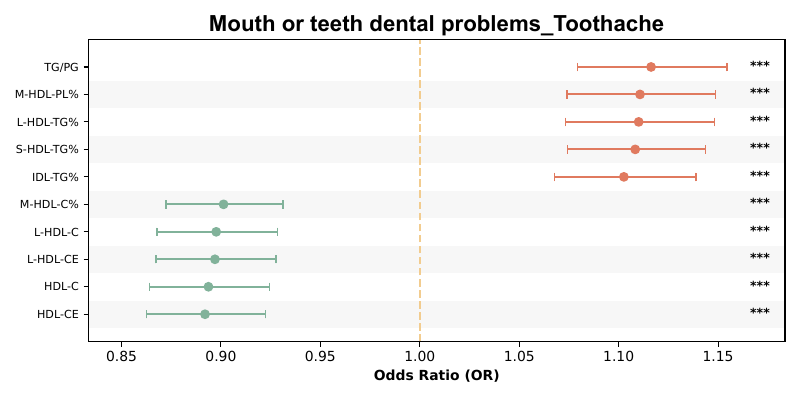 Mouth or teeth dental problems_Toothache
TG/PG ***
M-HDL-PL% ***
L-HDL-TG% ***
S-HDL-TG% ***
IDL-TG% ***
M-HDL-C% ***
L-HDL-C ***
L-HDL-CE ***
HDL-C ***
HDL-CE ***
0.85 0.90 0.95 1.00 1.05 1.10 1.15
Odds Ratio (OR)